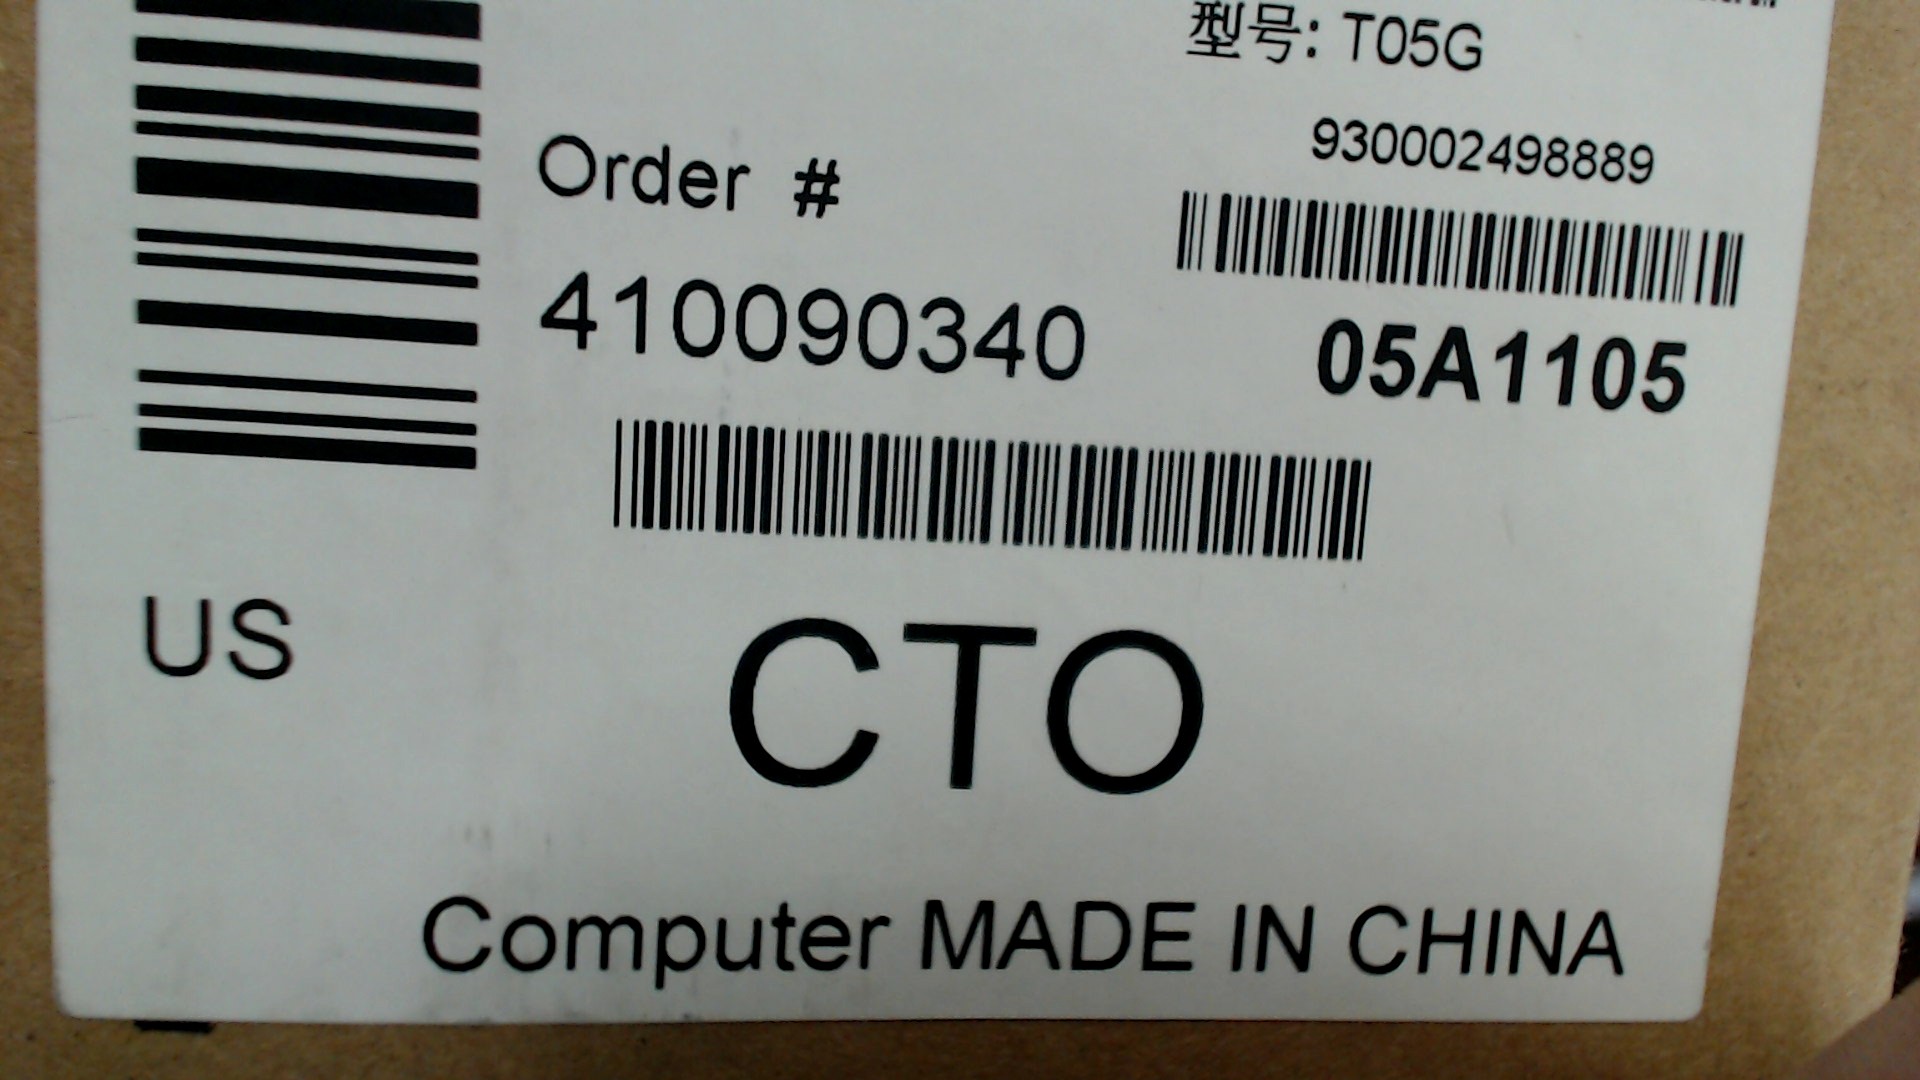 型号: T05G
930002498889
Order #
410090340
05A1105
US
CTO
Computer MADE IN CHINA